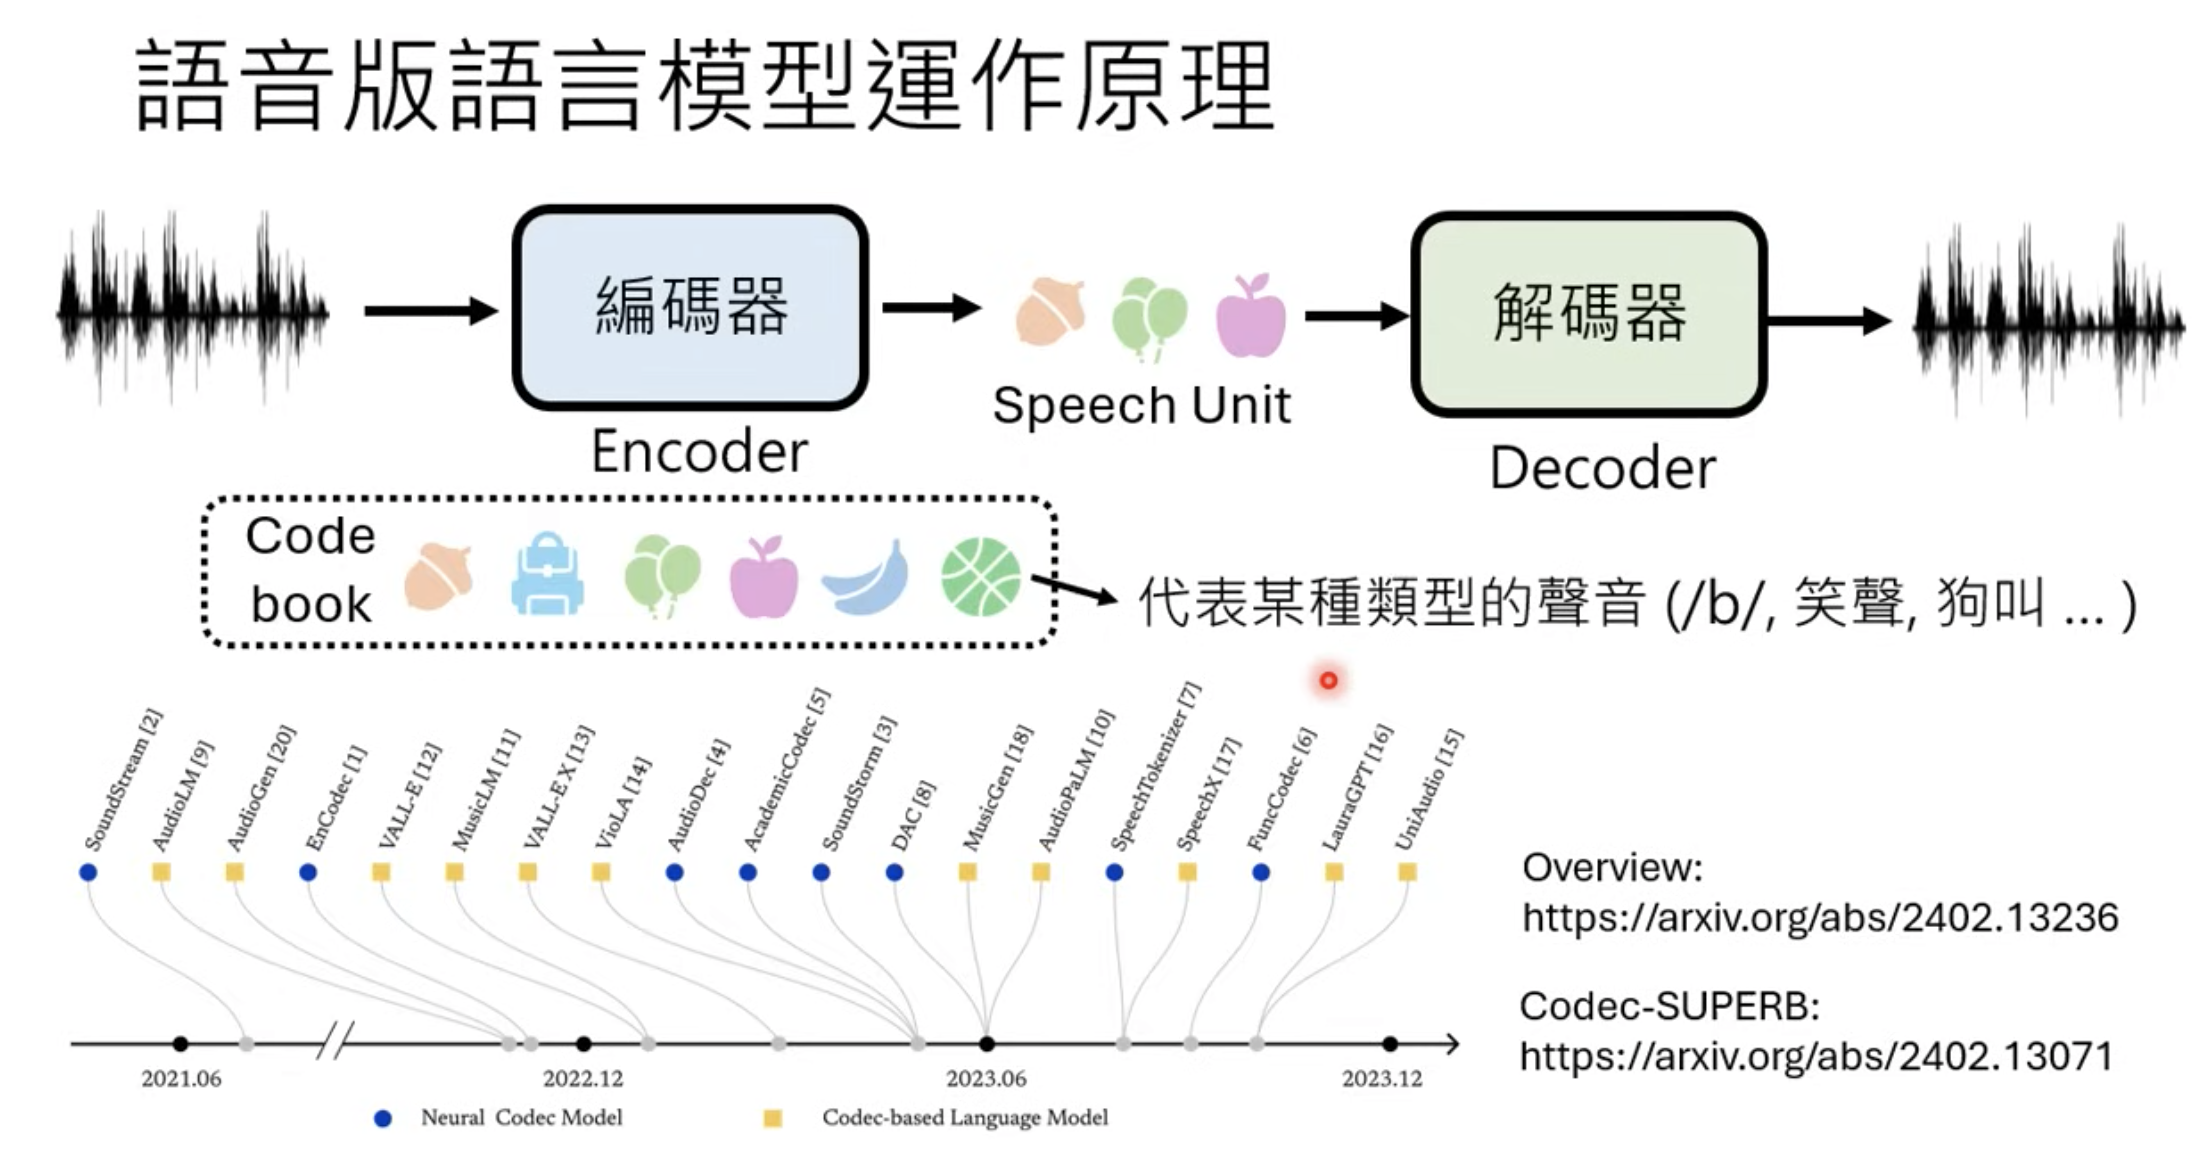 語音版語言模型運作原理
編碼器
解碼器
Speech Unit
Encoder
Decoder
Code
book
代表某種類型的聲音 (/b/, 笑聲, 狗叫 ... )
SoundStream [2]
AudioLM [9]
AudioGen [20]
EnCodec [1]
VALL-E [12]
MusicLM [11]
VALL-E X [13]
VioLA [14]
AudioDec [4]
AcademicCodec [5]
SoundStorm [3]
DAC [8]
MusicGen [18]
AudioPaLM [10]
SpeechTokenizer [7]
SpeechX [17]
FuncCodec [6]
LauraGPT [16]
UniAudio [15]
2021.06
2022.12
2023.06
2023.12
Neural Codec Model
Codec-based Language Model
Overview:
https://arxiv.org/abs/2402.13236
Codec-SUPERB:
https://arxiv.org/abs/2402.13071